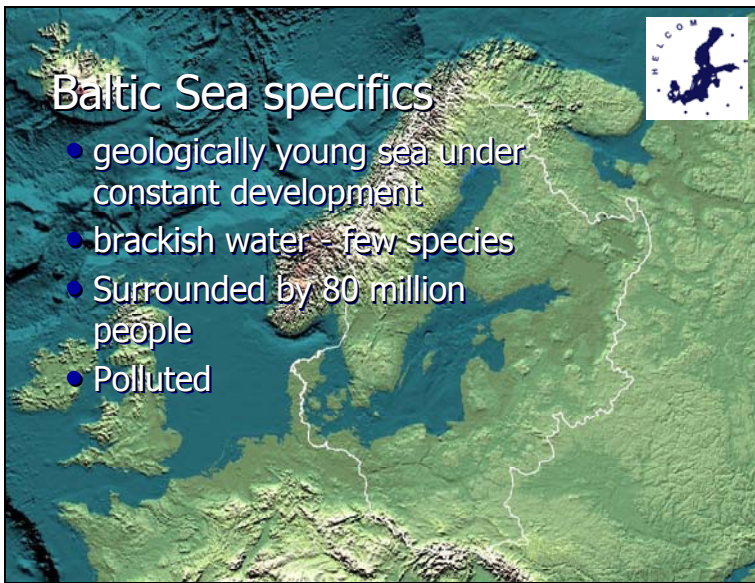 HELCOM
Baltic Sea specifics
• geologically young sea under
constant development
• brackish water - few species
• Surrounded by 80 million
people
• Polluted